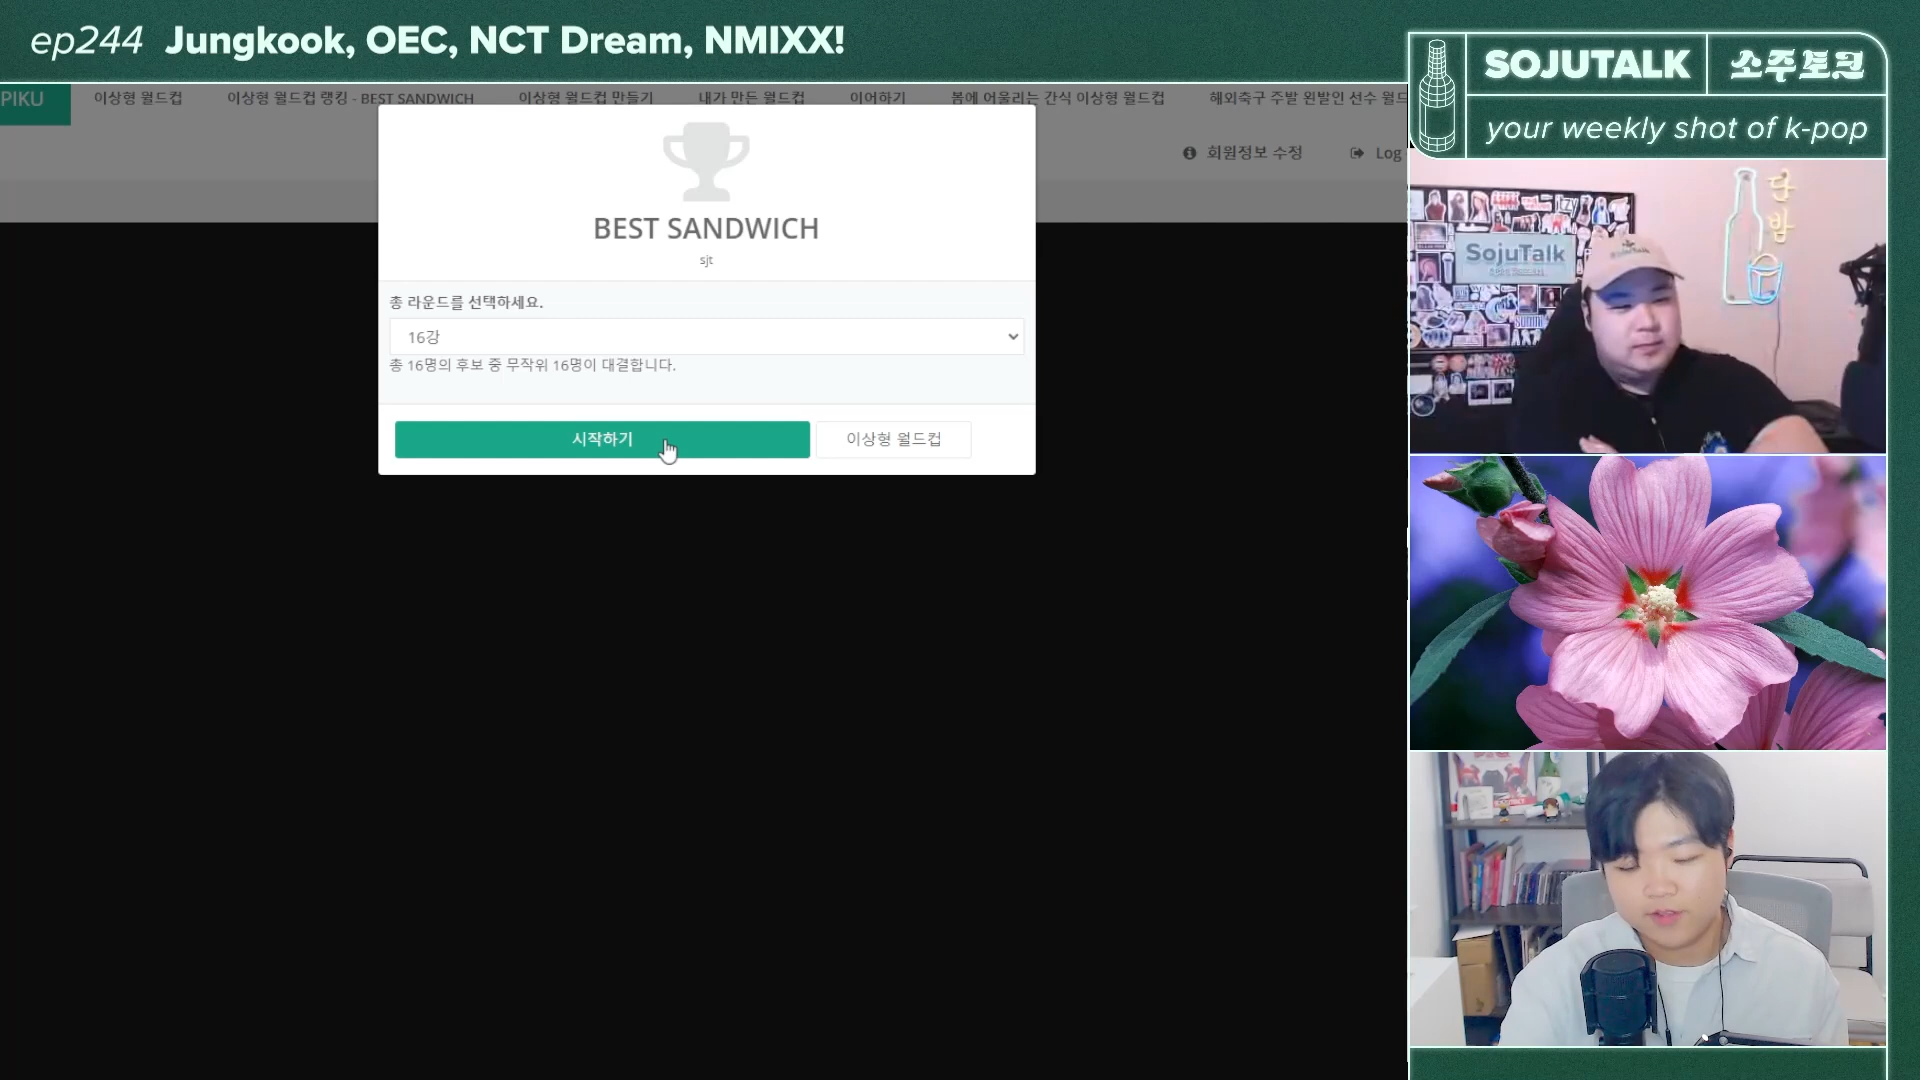 ep244 Jungkook, OEC, NCT Dream, NMIXX!
SOJUTALK 소주토크
your weekly shot of k-pop
PIKU 이상형 월드컵 이상형 월드컵 랭킹 - BEST SANDWICH 이상형 월드컵 만들기 내가 만든 월드컵 이어하기 봄에 어울리는 간식 이상형 월드컵 해외축구 주발 왼발인 선수 월드
회원정보 수정 Log
BEST SANDWICH
sjt
총 라운드를 선택하세요.
16강
총 16명의 후보 중 무작위 16명이 대결합니다.
시작하기 이상형 월드컵
SojuTalk
단
밤